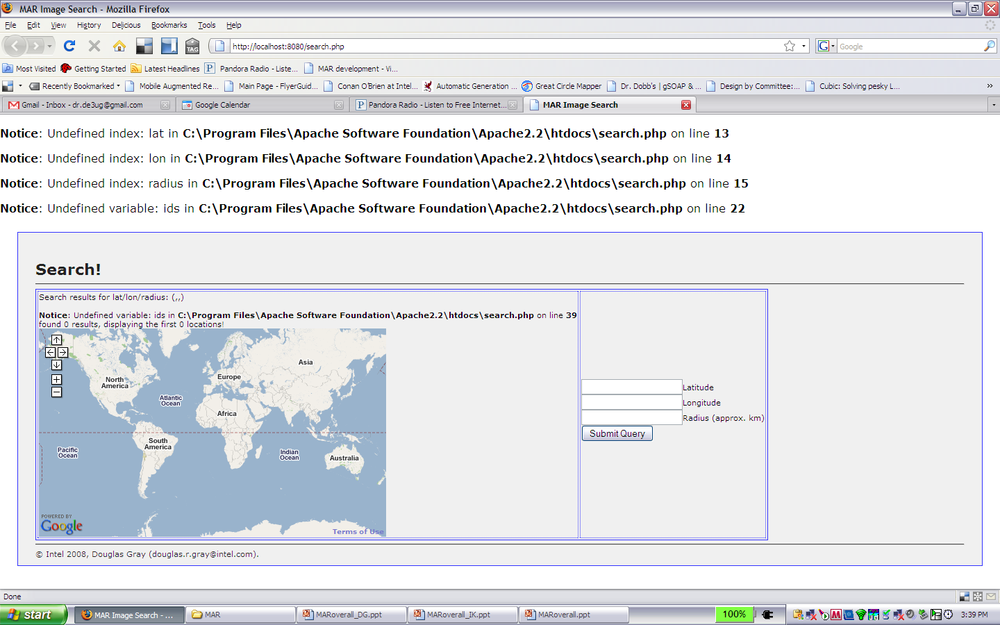 MAR Image Search - Mozilla Firefox
File Edit View History Delicious Bookmarks Tools Help
TAG http://localhost:8080/search.php G Google
Most Visited Getting Started Latest Headlines P Pandora Radio - Liste... MAR development - Vi...
Recently Bookmarked Mobile Augmented Re... Main Page - FlyerGuid... Conan O'Brien at Intel... Automatic Generation ... Great Circle Mapper Dr. Dobb's | gSOAP & ... Design by Committee:... Cubic: Solving pesky L... »
Gmail - Inbox - dr.de3ug@gmail.com Google Calendar P Pandora Radio - Listen to Free Internet... MAR Image Search
Notice: Undefined index: lat in C:\Program Files\Apache Software Foundation\Apache2.2\htdocs\search.php on line 13
Notice: Undefined index: lon in C:\Program Files\Apache Software Foundation\Apache2.2\htdocs\search.php on line 14
Notice: Undefined index: radius in C:\Program Files\Apache Software Foundation\Apache2.2\htdocs\search.php on line 15
Notice: Undefined variable: ids in C:\Program Files\Apache Software Foundation\Apache2.2\htdocs\search.php on line 22
Search!
Search results for lat/lon/radius: (,,)
Notice: Undefined variable: ids in C:\Program Files\Apache Software Foundation\Apache2.2\htdocs\search.php on line 39
found 0 results, displaying the first 0 locations!
North America
Atlantic Ocean
Europe
Asia
Africa
South America
Pacific Ocean
Indian Ocean
Australia
POWERED BY
Google
Terms of Use
Latitude
Longitude
Radius (approx. km)
Submit Query
© Intel 2008, Douglas Gray (douglas.r.gray@intel.com).
Done
start MAR Image Search - ... MAR MARoverall_DG.ppt MARoverall_IK.ppt MARoverall.ppt 100% 3:39 PM